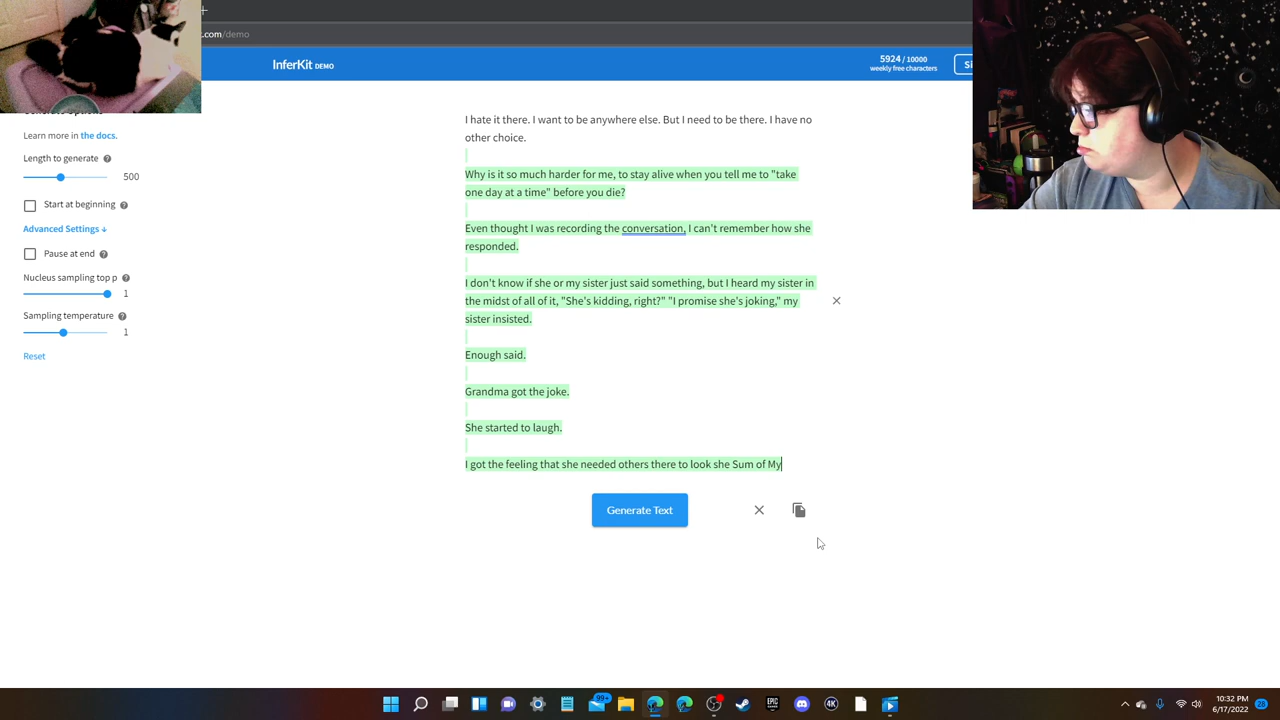 .com/demo
InferKit DEMO
5924 / 10000
weekly free characters
Learn more in the docs.
Length to generate
500
Start at beginning
Advanced Settings ↓
Pause at end
Nucleus sampling top p
1
Sampling temperature
1
Reset
I hate it there. I want to be anywhere else. But I need to be there. I have no
other choice.
Why is it so much harder for me, to stay alive when you tell me to "take
one day at a time" before you die?
Even thought I was recording the conversation, I can't remember how she
responded.
I don't know if she or my sister just said something, but I heard my sister in
the midst of all of it, "She's kidding, right?" "I promise she's joking," my
sister insisted.
Enough said.
Grandma got the joke.
She started to laugh.
I got the feeling that she needed others there to look she Sum of My
Generate Text
99+
EPIC
4K
10:32 PM
6/17/2022
28